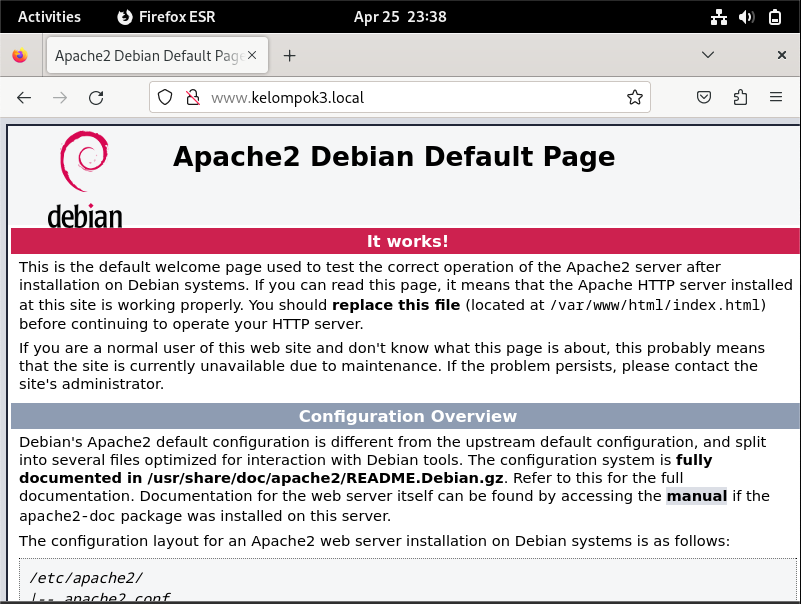 Activities
Firefox ESR
Apr 25 23:38
Apache2 Debian Default Page
www.kelompok3.local
debian
Apache2 Debian Default Page
It works!
This is the default welcome page used to test the correct operation of the Apache2 server after
installation on Debian systems. If you can read this page, it means that the Apache HTTP server installed
at this site is working properly. You should replace this file (located at /var/www/html/index.html)
before continuing to operate your HTTP server.
If you are a normal user of this web site and don't know what this page is about, this probably means
that the site is currently unavailable due to maintenance. If the problem persists, please contact the
site's administrator.
Configuration Overview
Debian's Apache2 default configuration is different from the upstream default configuration, and split
into several files optimized for interaction with Debian tools. The configuration system is fully
documented in /usr/share/doc/apache2/README.Debian.gz. Refer to this for the full
documentation. Documentation for the web server itself can be found by accessing the manual if the
apache2-doc package was installed on this server.
The configuration layout for an Apache2 web server installation on Debian systems is as follows:
/etc/apache2/
|-- apache2.conf